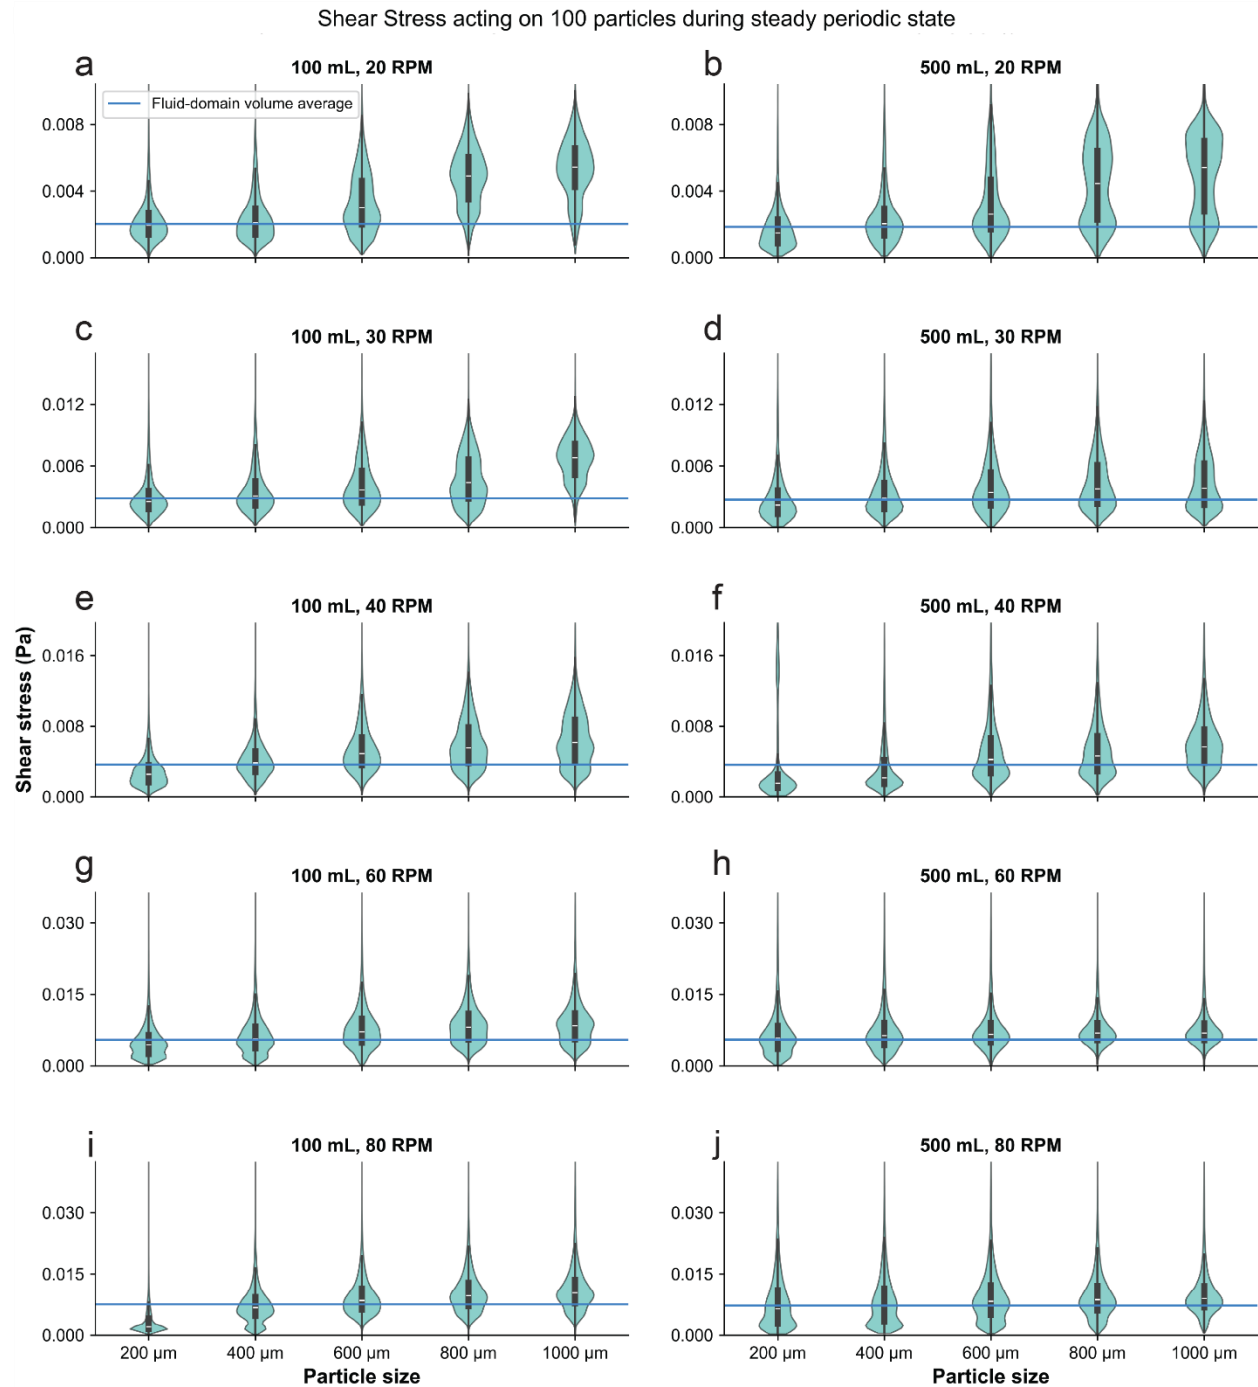 Shear Stress acting on 100 particles during steady periodic state
a
100 mL, 20 RPM
Fluid-domain volume average
0.008
0.004
0.000
b
500 mL, 20 RPM
0.008
0.004
0.000
c
100 mL, 30 RPM
0.012
0.006
0.000
d
500 mL, 30 RPM
0.012
0.006
0.000
Shear stress (Pa)
e
100 mL, 40 RPM
0.016
0.008
0.000
f
500 mL, 40 RPM
0.016
0.008
0.000
g
100 mL, 60 RPM
0.030
0.015
0.000
h
500 mL, 60 RPM
0.030
0.015
0.000
i
100 mL, 80 RPM
0.030
0.015
0.000
200 µm 400 µm 600 µm 800 µm 1000 µm
Particle size
j
500 mL, 80 RPM
0.030
0.015
0.000
200 µm 400 µm 600 µm 800 µm 1000 µm
Particle size